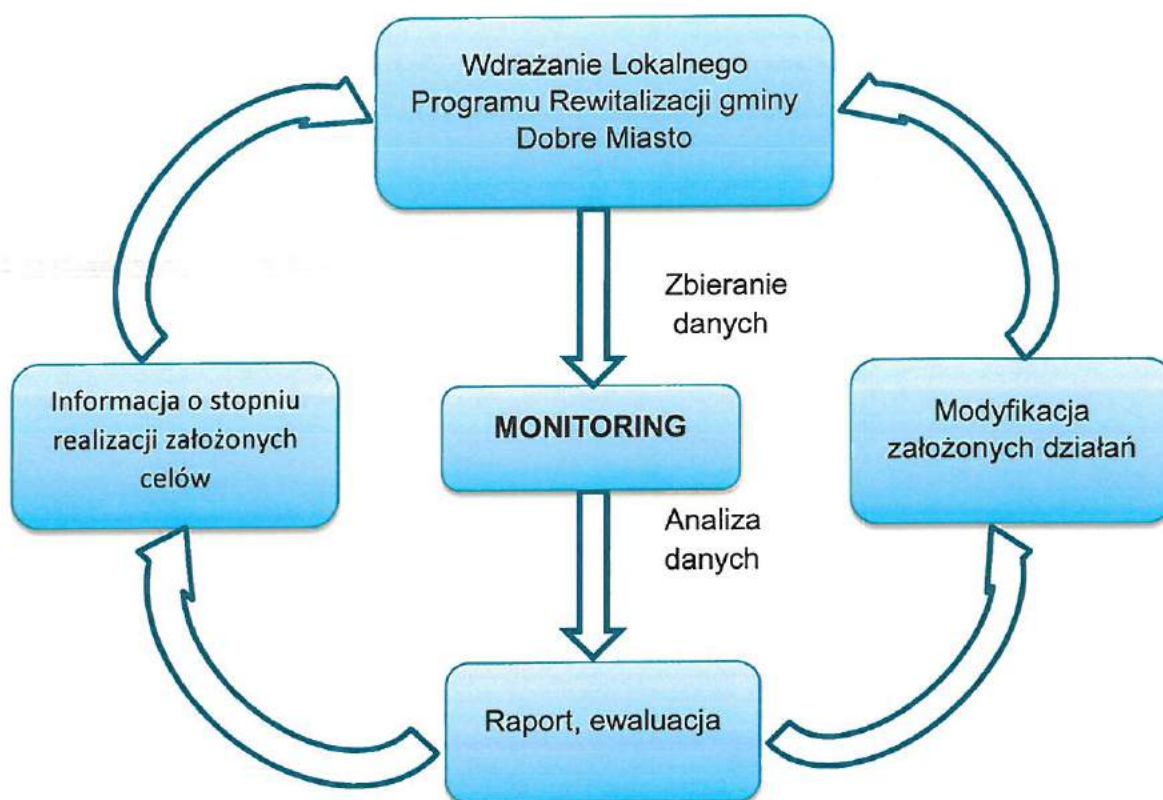 Wdrażanie Lokalnego
Programu Rewitalizacji gminy
Dobre Miasto
Zbieranie
danych
Informacja o stopniu
realizacji założonych
celów
MONITORING
Modyfikacja
założonych działań
Analiza
danych
Raport, ewaluacja